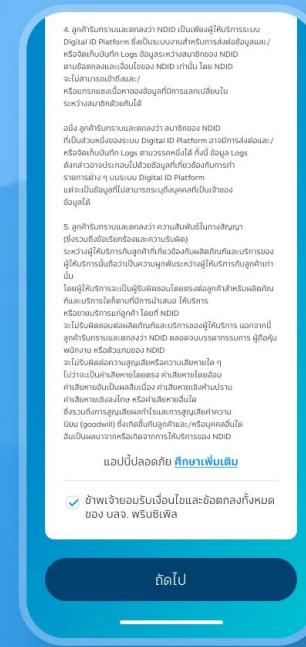 4. ลูกค้ารับทราบและตกลงว่า NDID เป็นเพียงผู้ให้บริการระบบ
Digital ID Platform ซึ่งเป็นระบบงานสำหรับการส่งต่อข้อมูลและ/
หรือจัดเก็บบันทึก Logs ข้อมูลระหว่างสมาชิกของ NDID
ตามข้อตกลงและเงื่อนไขของ NDID เท่านั้น โดย NDID
จะไม่สามารถเข้าถึงและ/
หรือแทรกแซงเนื้อหาของข้อมูลที่มีการแลกเปลี่ยนใน
ระหว่างสมาชิกด้วยกันได้
อนึ่ง ลูกค้ารับทราบและตกลงว่า สมาชิกของ NDID
ที่เป็นส่วนหนึ่งของระบบ Digital ID Platform อาจมีการส่งต่อและ/
หรือจัดเก็บบันทึก Logs ตามวรรคหนึ่งได้ ทั้งนี้ ข้อมูล Logs
ดังกล่าวอาจประกอบไปด้วยข้อมูลที่เกี่ยวข้องกับการทำ
รายการต่าง ๆ บนระบบ Digital ID Platform
แต่จะเป็นข้อมูลที่ไม่สามารถระบุถึงบุคคลที่เป็นเจ้าของ
ข้อมูลได้
5. ลูกค้ารับทราบและตกลงว่า ความสัมพันธ์ในทางสัญญา
(ซึ่งรวมถึงข้อเรียกร้องและความรับผิด)
ระหว่างผู้ให้บริการกับลูกค้าที่เกี่ยวข้องกับผลิตภัณฑ์และบริการของ
ผู้ให้บริการนั้นถือว่าเป็นความผูกพันระหว่างผู้ให้บริการกับลูกค้าเท่า
นั้น
โดยผู้ให้บริการจะเป็นผู้รับผิดชอบโดยตรงต่อลูกค้าสำหรับผลิตภัณ
ฑ์และบริการใดก็ตามที่มีการนำเสนอ ให้บริการ
หรือขายบริการแก่ลูกค้า โดยที่ NDID
จะไม่รับผิดชอบต่อผลิตภัณฑ์และบริการของผู้ให้บริการ นอกจากนี้
ลูกค้ารับทราบและตกลงว่า NDID ตลอดจนบรรดากรรมการ ผู้ถือหุ้น
พนักงาน หรือตัวแทนของ NDID
จะไม่รับผิดต่อความสูญเสียหรือความเสียหายใด ๆ
ไม่ว่าจะเป็นค่าเสียหายโดยตรง ค่าเสียหายโดยอ้อม
ค่าเสียหายอันเป็นผลสืบเนื่อง ค่าเสียหายเชิงห้ามปราม
ค่าเสียหายเชิงลงโทษ หรือค่าเสียหายอื่นใด
ซึ่งรวมถึงการสูญเสียผลกำไรและการสูญเสียค่าความ
นิยม (goodwill) ซึ่งเกิดขึ้นกับลูกค้าและ/หรือบุคคลอื่นใด
อันเป็นผลมาจากหรือเกิดจากการให้บริการของ NDID
แอปนี้ปลอดภัย ศึกษาเพิ่มเติม
ข้าพเจ้ายอมรับเงื่อนไขและข้อตกลงทั้งหมด
ของ บลจ. พรินซิเพิล
ถัดไป